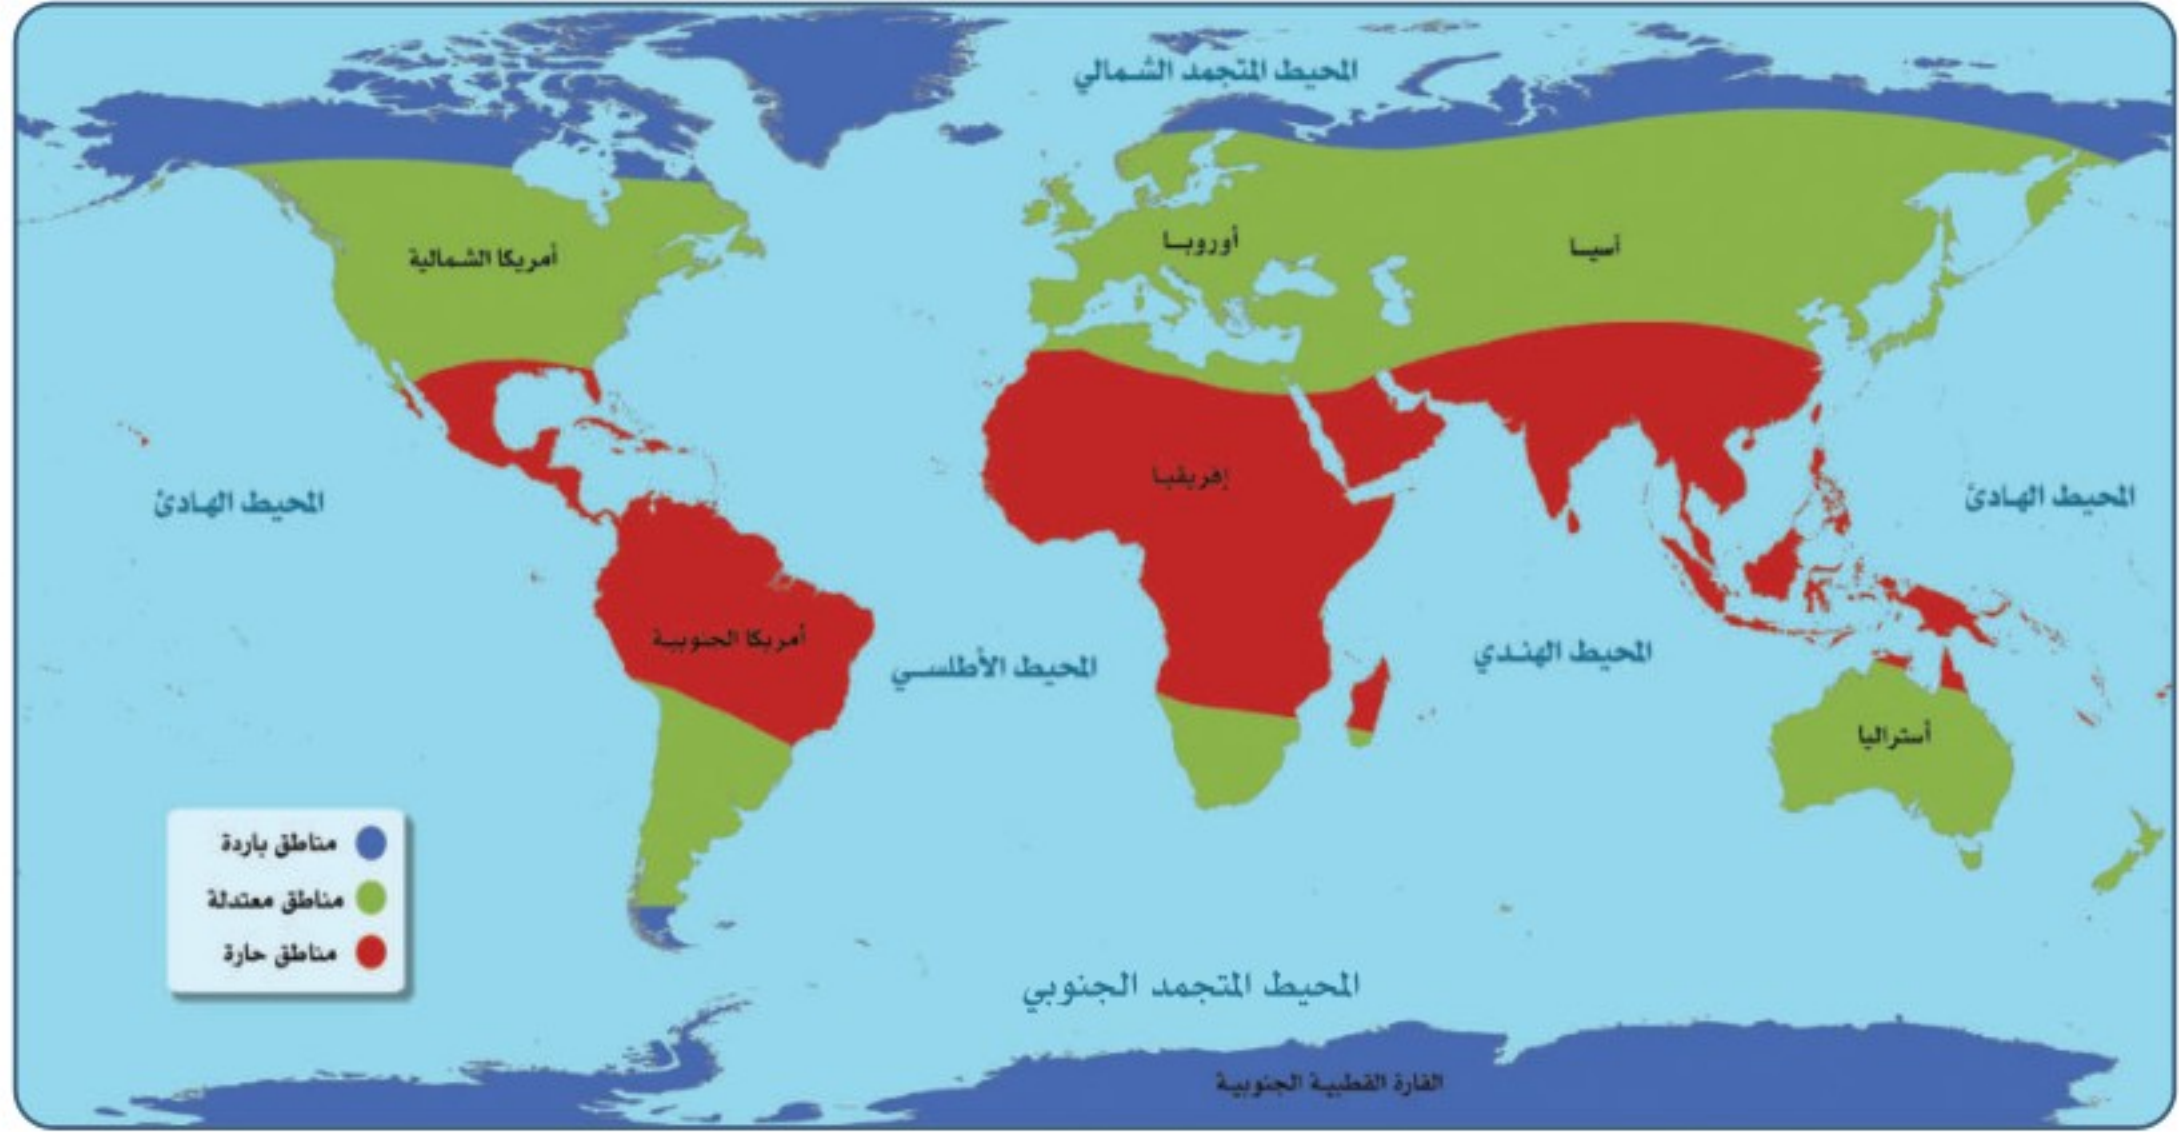 المحيط المتجمد الشمالي
أمريكا الشمالية
أوروبا
آسيا
إفريقيا
المحيط الهادئ
المحيط الهادئ
أمريكا الجنوبية
المحيط الأطلسي
المحيط الهندي
أستراليا
مناطق باردة
مناطق معتدلة
مناطق حارة
المحيط المتجمد الجنوبي
القارة القطبية الجنوبية